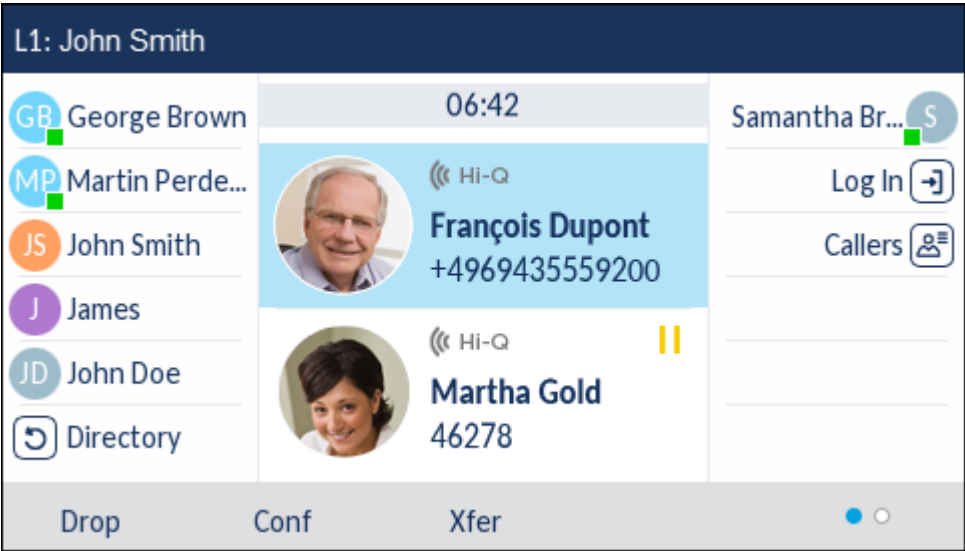 L1: John Smith
GB George Brown
MP Martin Perde...
JS John Smith
J James
JD John Doe
Directory
06:42
Hi-Q
François Dupont
+4969435559200
Hi-Q
Martha Gold
46278
Samantha Br... S
Log In
Callers
Drop Conf Xfer